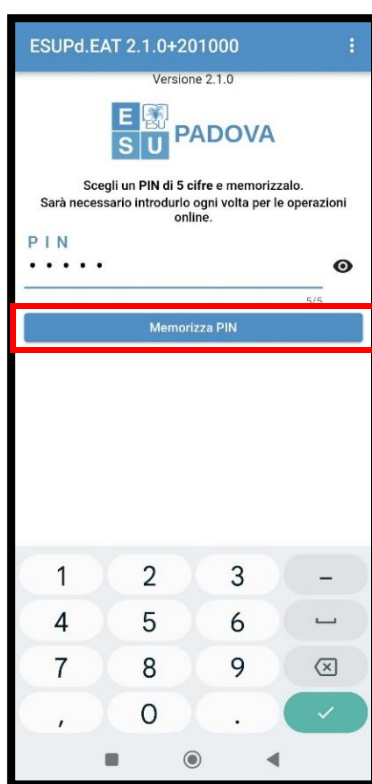 ESUPd.EAT 2.1.0+201000
Versione 2.1.0
E ESU
S U PADOVA
Scegli un PIN di 5 cifre e memorizzalo.
Sarà necessario introdurlo ogni volta per le operazioni
online.
PIN
5/5
Memorizza PIN
1 2 3 –
4 5 6
7 8 9
, 0 .